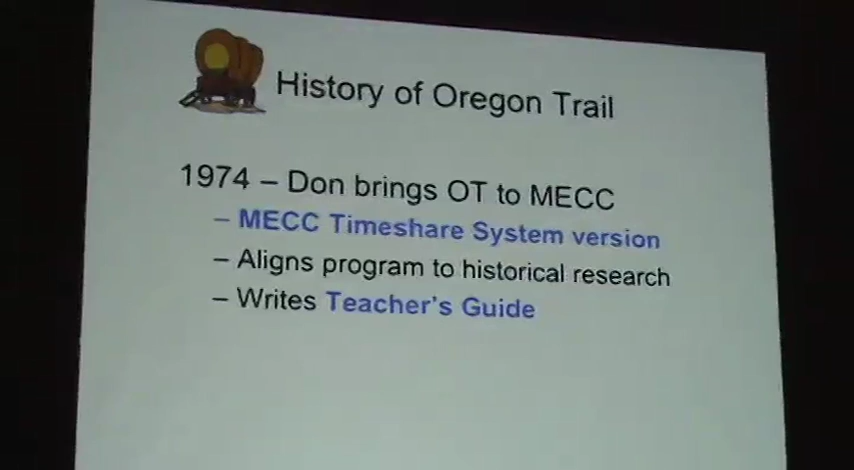 History of Oregon Trail
1974 – Don brings OT to MECC
– MECC Timeshare System version
– Aligns program to historical research
– Writes Teacher's Guide